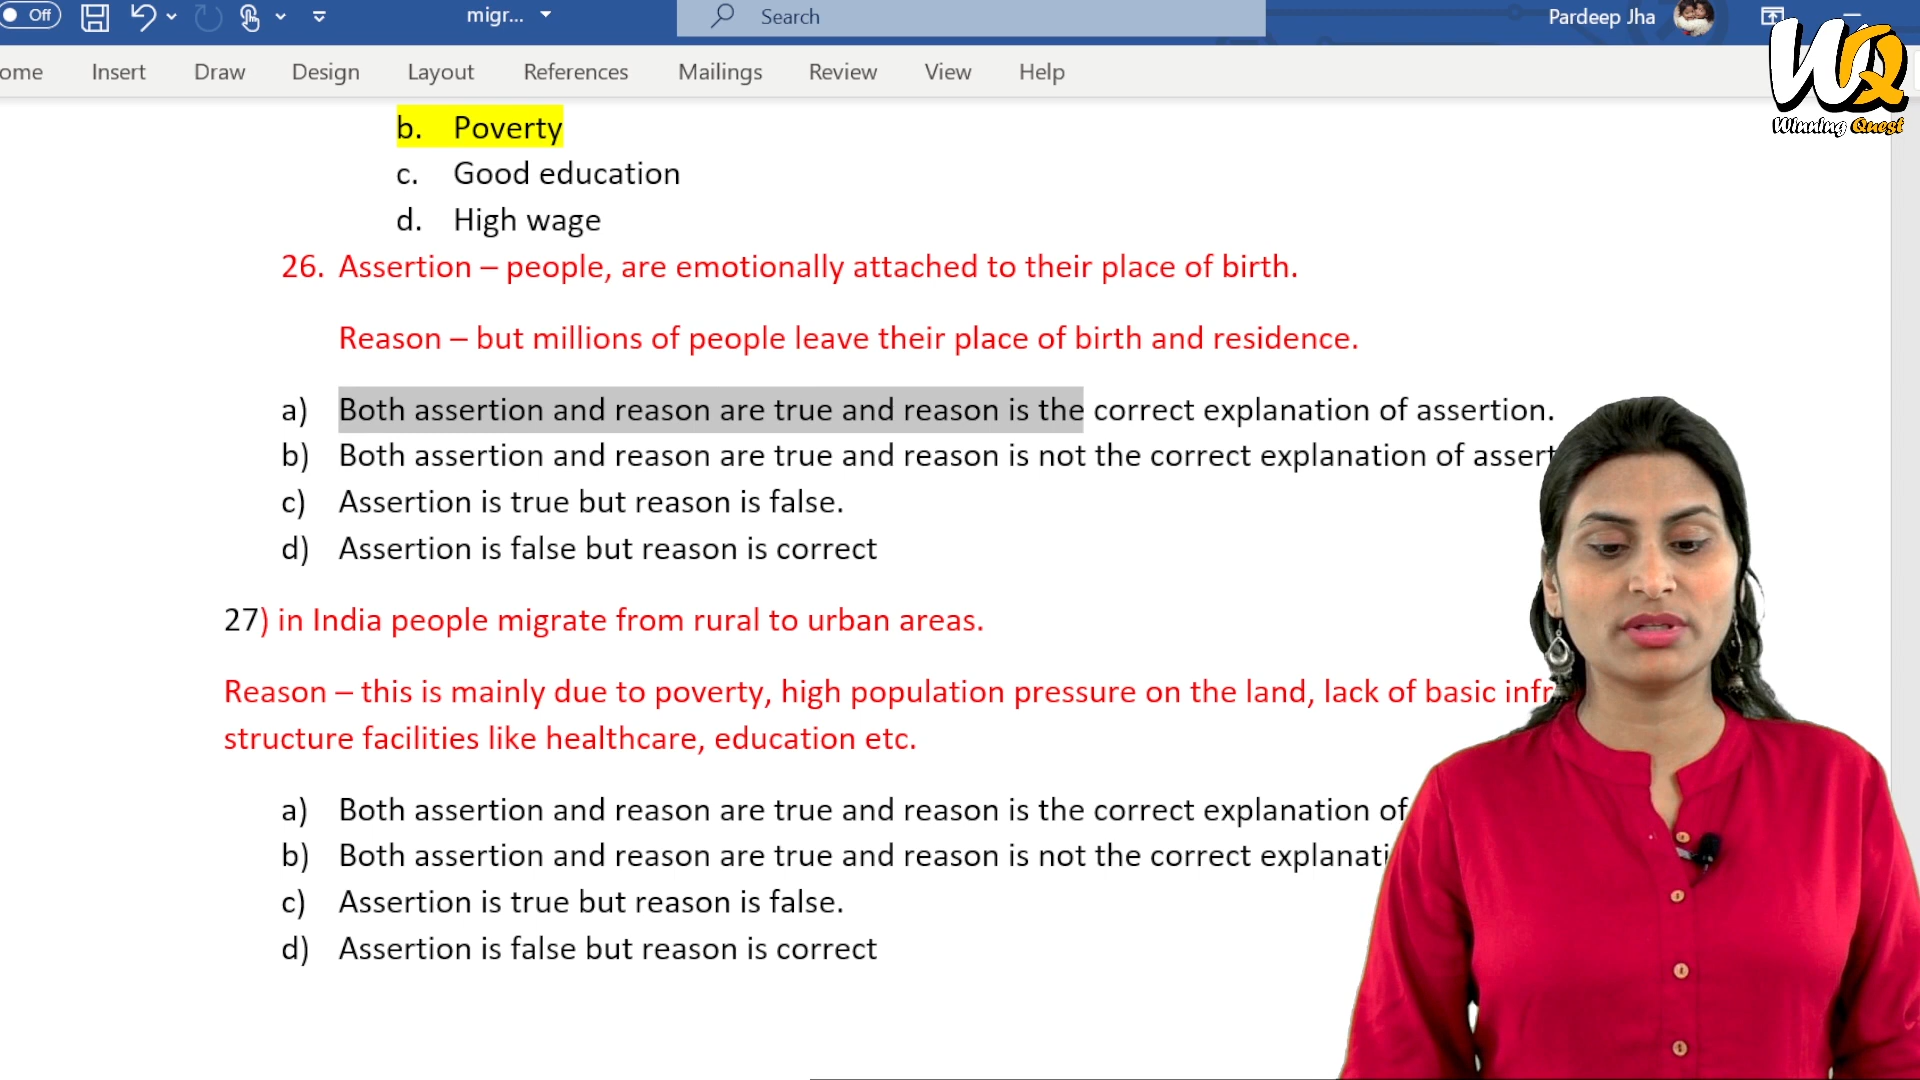 Off
migr...
Search
Pardeep Jha
ome Insert Draw Design Layout References Mailings Review View Help
WQ
Winning Quest
b. Poverty
c. Good education
d. High wage
26. Assertion – people, are emotionally attached to their place of birth.
Reason – but millions of people leave their place of birth and residence.
a) Both assertion and reason are true and reason is the correct explanation of assertion.
b) Both assertion and reason are true and reason is not the correct explanation of assert
c) Assertion is true but reason is false.
d) Assertion is false but reason is correct
27) in India people migrate from rural to urban areas.
Reason – this is mainly due to poverty, high population pressure on the land, lack of basic infr
structure facilities like healthcare, education etc.
a) Both assertion and reason are true and reason is the correct explanation of
b) Both assertion and reason are true and reason is not the correct explanati
c) Assertion is true but reason is false.
d) Assertion is false but reason is correct